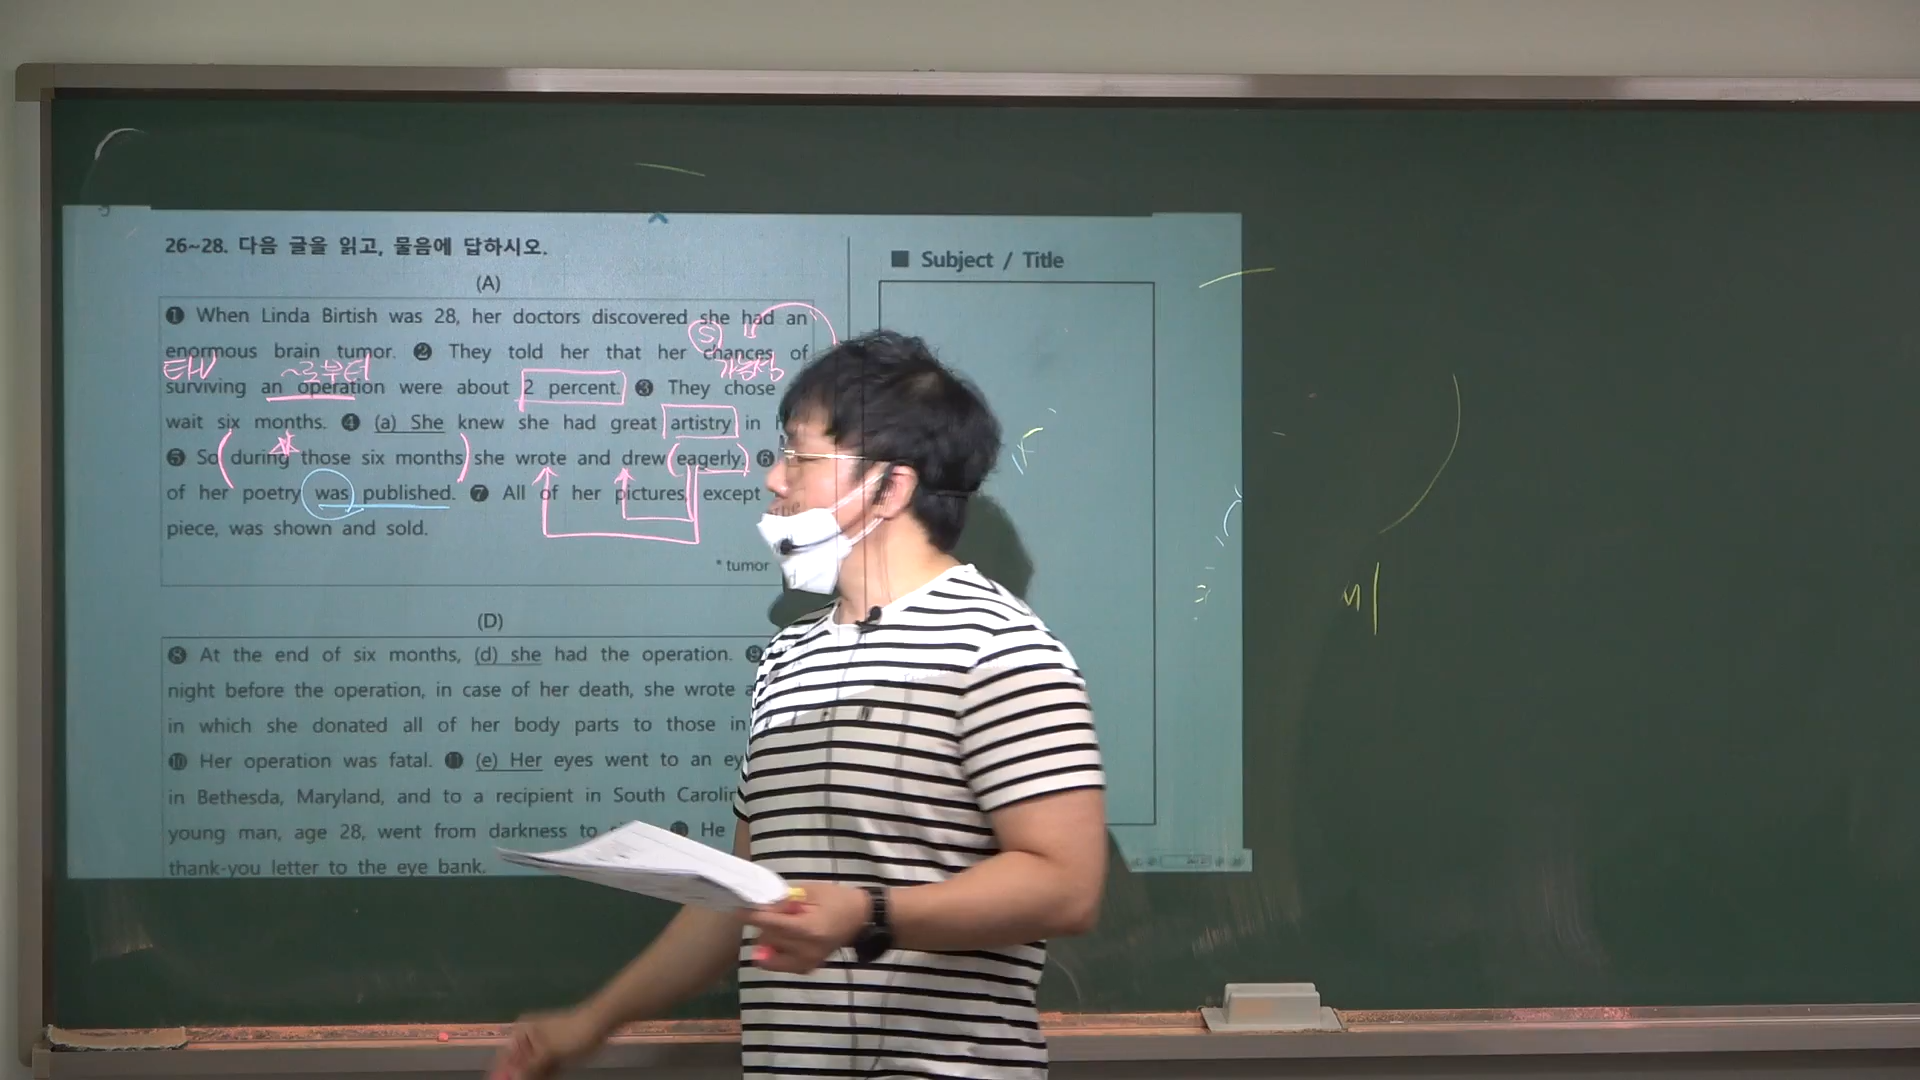 26~28. 다음 글을 읽고, 물음에 답하시오.
(A)
❶ When Linda Birtish was 28, her doctors discovered she had an
enormous brain tumor. ❷ They told her that her chances of
surviving an operation were about 2 percent. ❸ They chose
wait six months. ❹ (a) She knew she had great artistry in
❺ So during those six months she wrote and drew eagerly. ❻
of her poetry was published. ❼ All of her pictures, except
piece, was shown and sold.
* tumor
S
가능성
~로부터
(D)
❽ At the end of six months, (d) she had the operation. ❾
night before the operation, in case of her death, she wrote
in which she donated all of her body parts to those in
❿ Her operation was fatal. ⓫ (e) Her eyes went to an
in Bethesda, Maryland, and to a recipient in South
young man, age 28, went from darkness to ⓭ He
thank-you letter to the eye bank.
■ Subject / Title